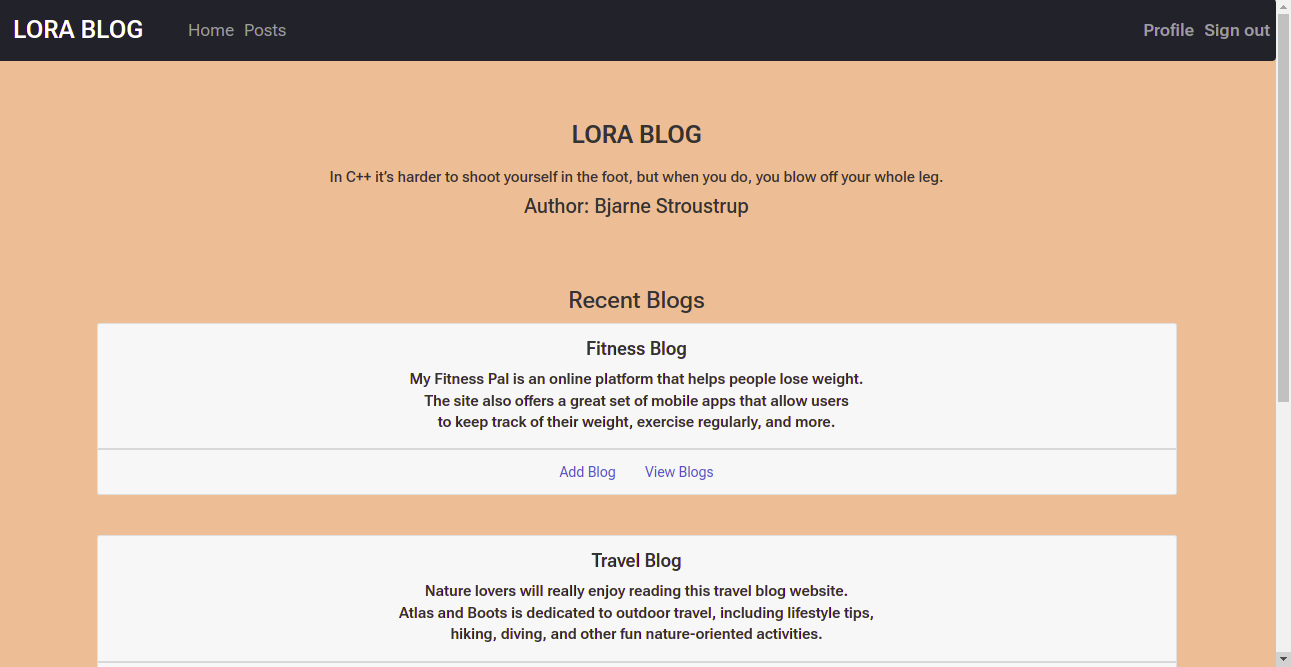 LORA BLOG Home Posts Profile Sign out
LORA BLOG
In C++ it’s harder to shoot yourself in the foot, but when you do, you blow off your whole leg.
Author: Bjarne Stroustrup
Recent Blogs
Fitness Blog
My Fitness Pal is an online platform that helps people lose weight.
The site also offers a great set of mobile apps that allow users
to keep track of their weight, exercise regularly, and more.
Add Blog View Blogs
Travel Blog
Nature lovers will really enjoy reading this travel blog website.
Atlas and Boots is dedicated to outdoor travel, including lifestyle tips,
hiking, diving, and other fun nature-oriented activities.